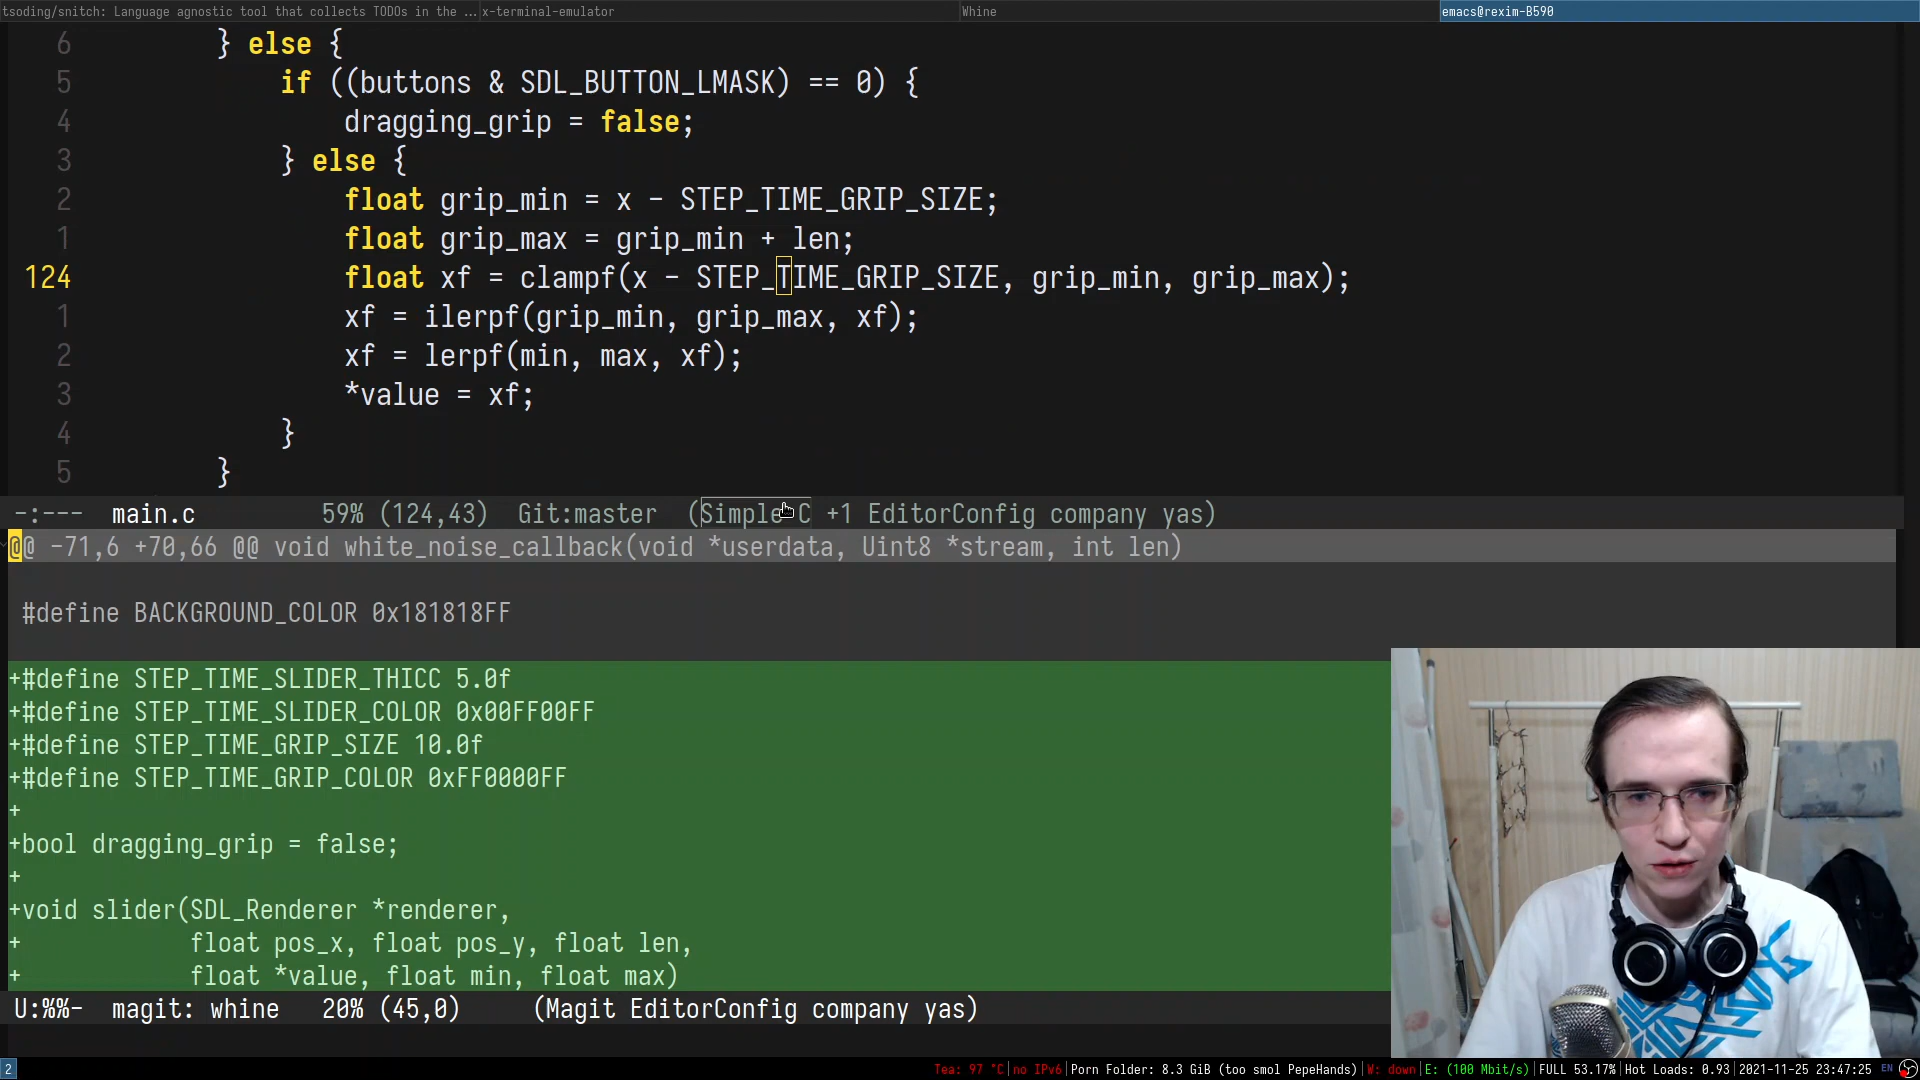 tsoding/snitch: Language agnostic tool that collects TODOs in the ... x-terminal-emulator Whine emacs@rexim-B590
6 } else {
5 if ((buttons & SDL_BUTTON_LMASK) == 0) {
4 dragging_grip = false;
3 } else {
2 float grip_min = x - STEP_TIME_GRIP_SIZE;
1 float grip_max = grip_min + len;
124 float xf = clampf(x - STEP_TIME_GRIP_SIZE, grip_min, grip_max);
1 xf = ilerpf(grip_min, grip_max, xf);
2 xf = lerpf(min, max, xf);
3 *value = xf;
4 }
5 }
-:--- main.c 59% (124,43) Git:master (Simple C +1 EditorConfig company yas)
@@ -71,6 +70,66 @@ void white_noise_callback(void *userdata, Uint8 *stream, int len)
#define BACKGROUND_COLOR 0x181818FF
+#define STEP_TIME_SLIDER_THICC 5.0f
+#define STEP_TIME_SLIDER_COLOR 0x00FF00FF
+#define STEP_TIME_GRIP_SIZE 10.0f
+#define STEP_TIME_GRIP_COLOR 0xFF0000FF
+
+bool dragging_grip = false;
+
+void slider(SDL_Renderer *renderer,
+ float pos_x, float pos_y, float len,
+ float *value, float min, float max)
U:%%- magit: whine 20% (45,0) (Magit EditorConfig company yas)
2 Tea: 97 °C|no IPv6|Porn Folder: 8.3 GiB (too smol PepeHands)|W: down|E: (100 Mbit/s)|FULL 53.17%|Hot Loads: 0.93|2021-11-25 23:47:25 EN